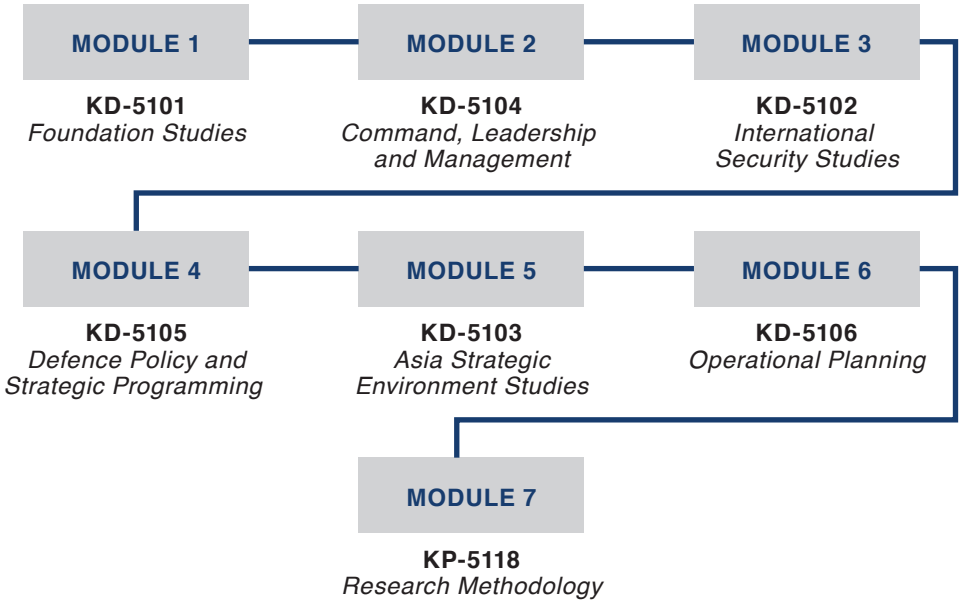 MODULE 1
KD-5101
Foundation Studies
MODULE 2
KD-5104
Command, Leadership
and Management
MODULE 3
KD-5102
International
Security Studies
MODULE 4
KD-5105
Defence Policy and
Strategic Programming
MODULE 5
KD-5103
Asia Strategic
Environment Studies
MODULE 6
KD-5106
Operational Planning
MODULE 7
KP-5118
Research Methodology